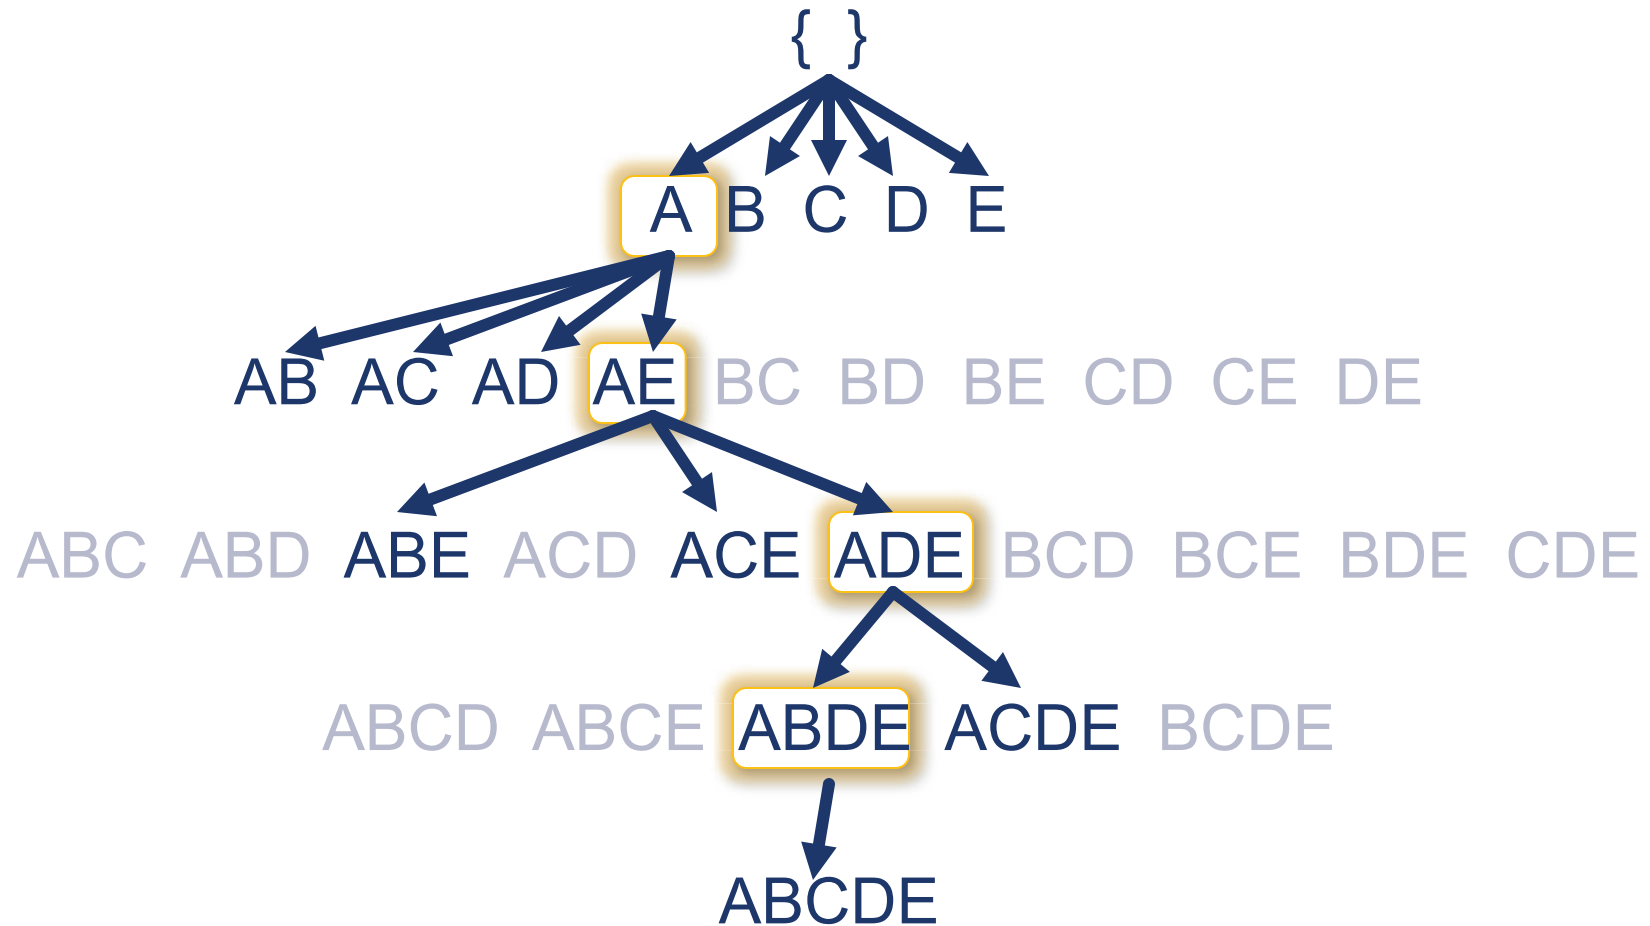 { }
A B C D E
AB AC AD AE BC BD BE CD CE DE
ABC ABD ABE ACD ACE ADE BCD BCE BDE CDE
ABCD ABCE ABDE ACDE BCDE
ABCDE